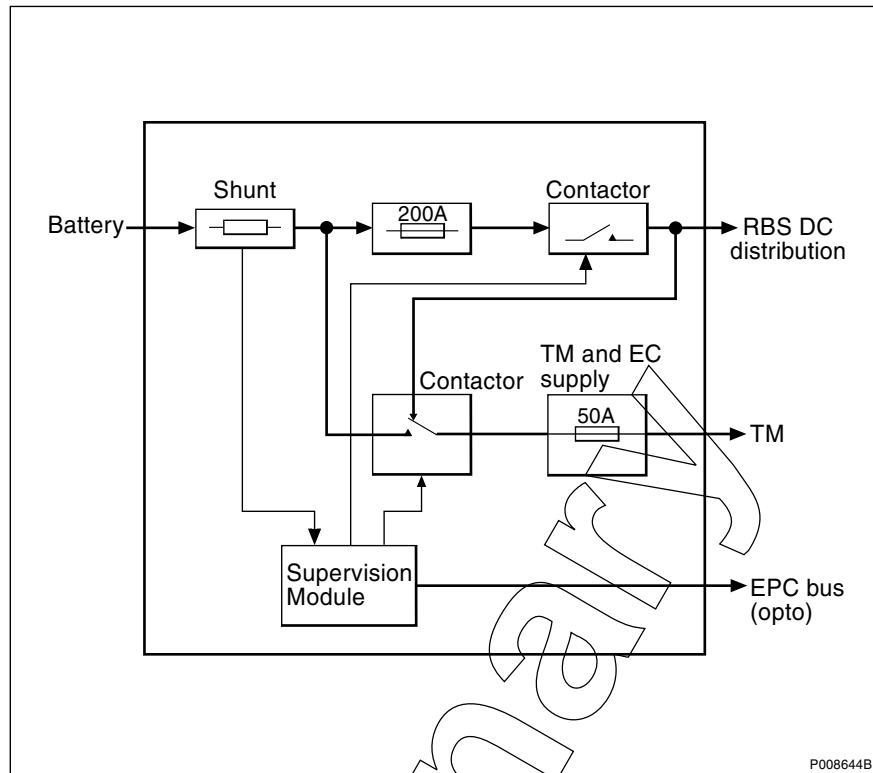 Shunt
Contactor
Battery
200A
RBS DC
distribution
TM and EC
supply
Contactor
50A
TM
Supervision
Module
EPC bus
(opto)
P008644B
nary